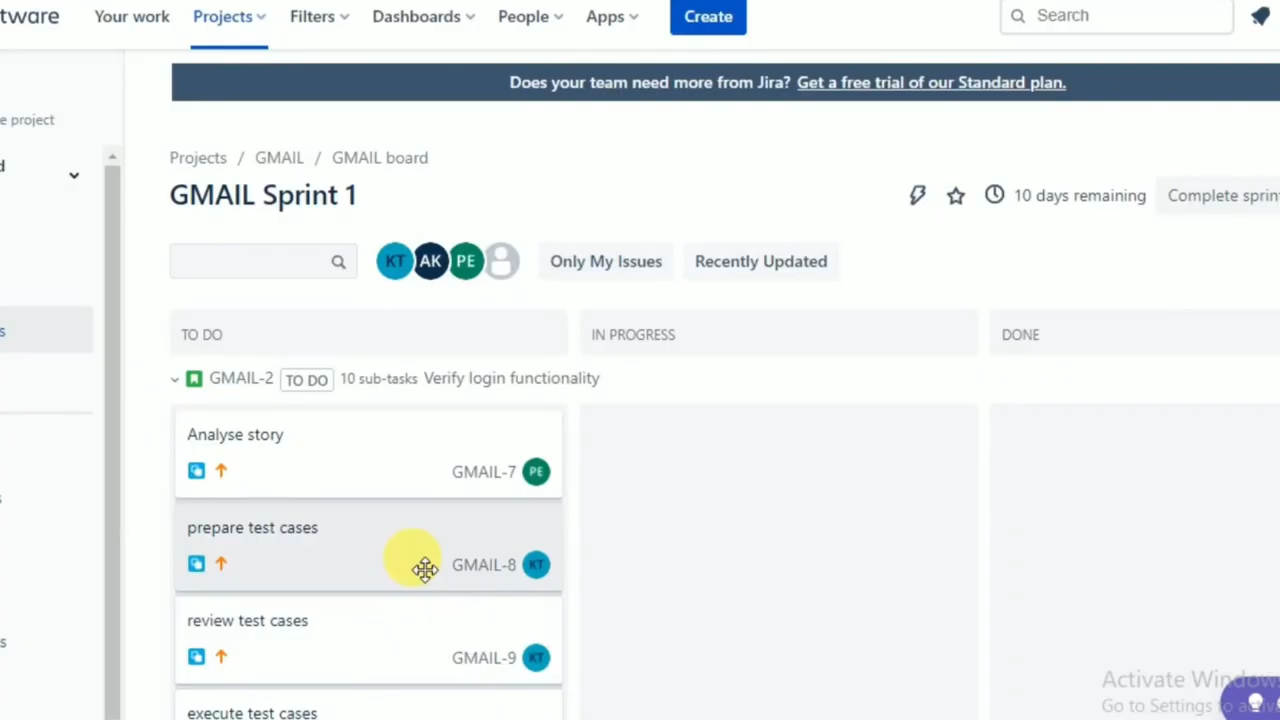 tware Your work Projects Filters Dashboards People Apps Create Search
Does your team need more from Jira? Get a free trial of our Standard plan.
e project
d
Projects / GMAIL / GMAIL board
GMAIL Sprint 1
10 days remaining Complete sprin
KT AK PE Only My Issues Recently Updated
s
TO DO IN PROGRESS DONE
GMAIL-2 TO DO 10 sub-tasks Verify login functionality
Analyse story
GMAIL-7 PE
s
prepare test cases
GMAIL-8 KT
review test cases
s
GMAIL-9 KT
Activate Windows
Go to Settings to activ
execute test cases